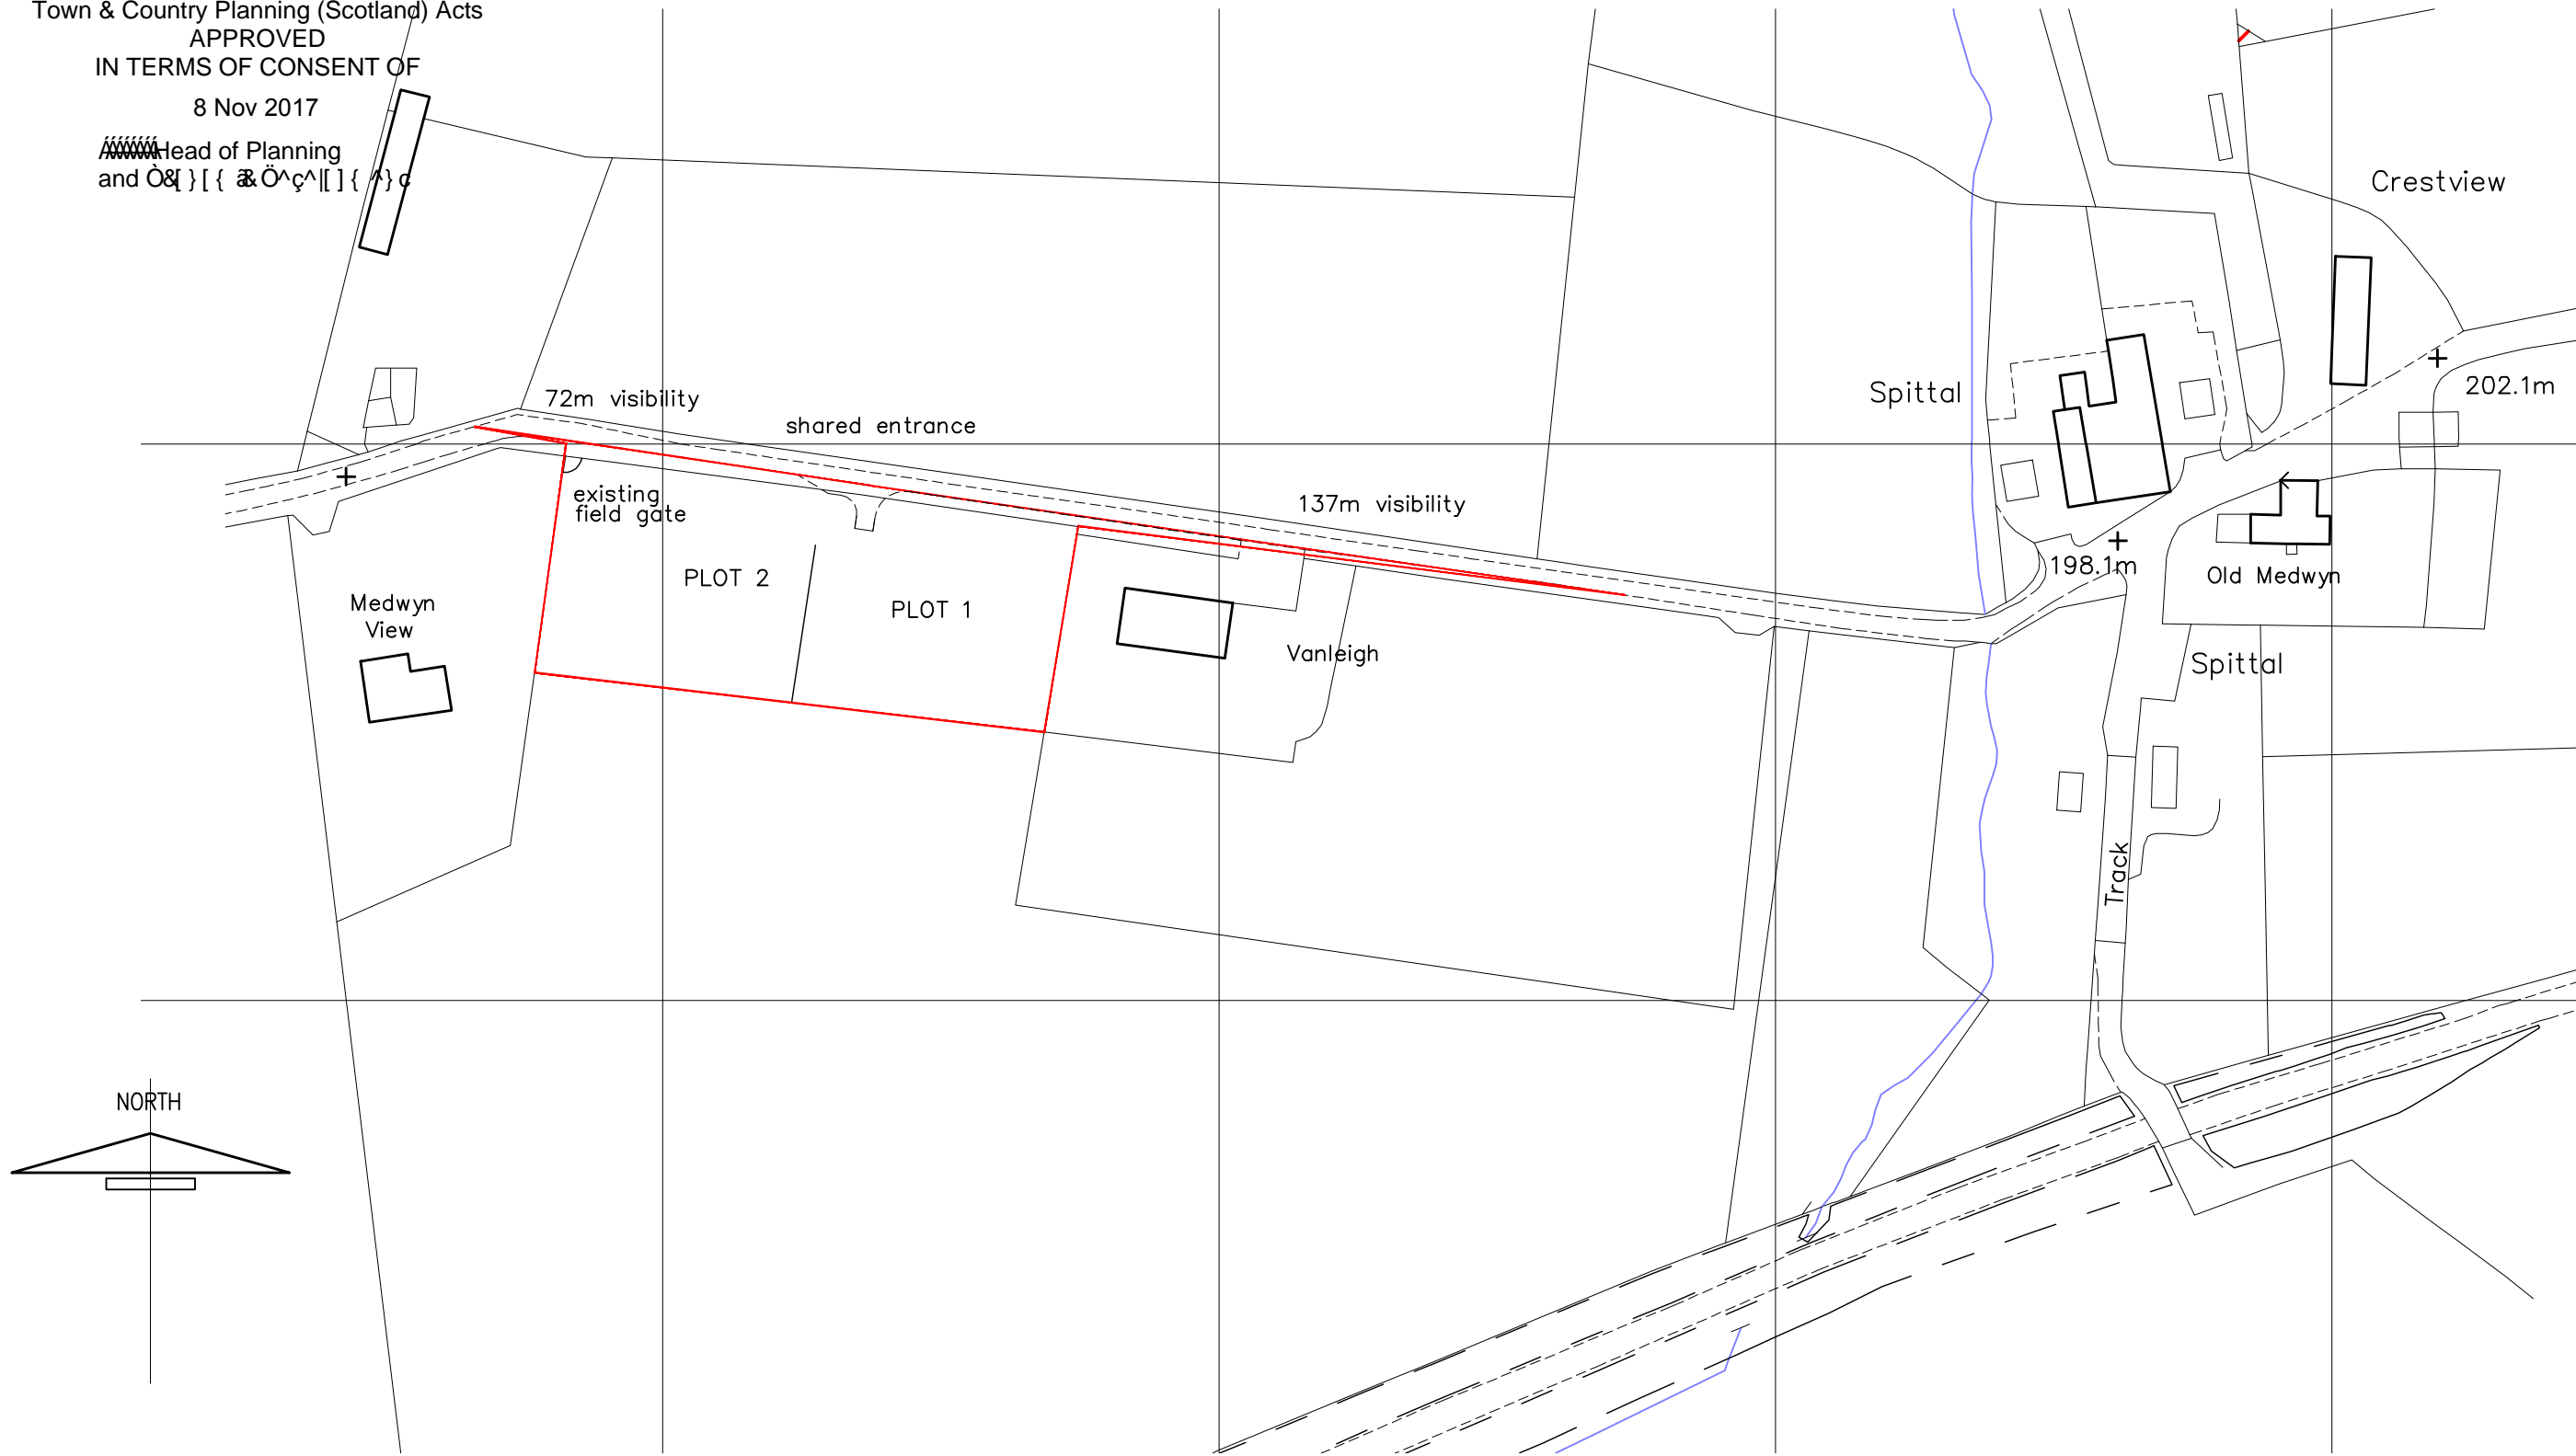 Town & Country Planning (Scotland) Acts
APPROVED
IN TERMS OF CONSENT OF
8 Nov 2017
Head of Planning
and
Crestview
72m visibility
shared entrance
Spittal
202.1m
existing
field gate
137m visibility
198.1m
Old Medwyn
PLOT 2
PLOT 1
Medwyn
View
Vanleigh
Spittal
Track
NORTH